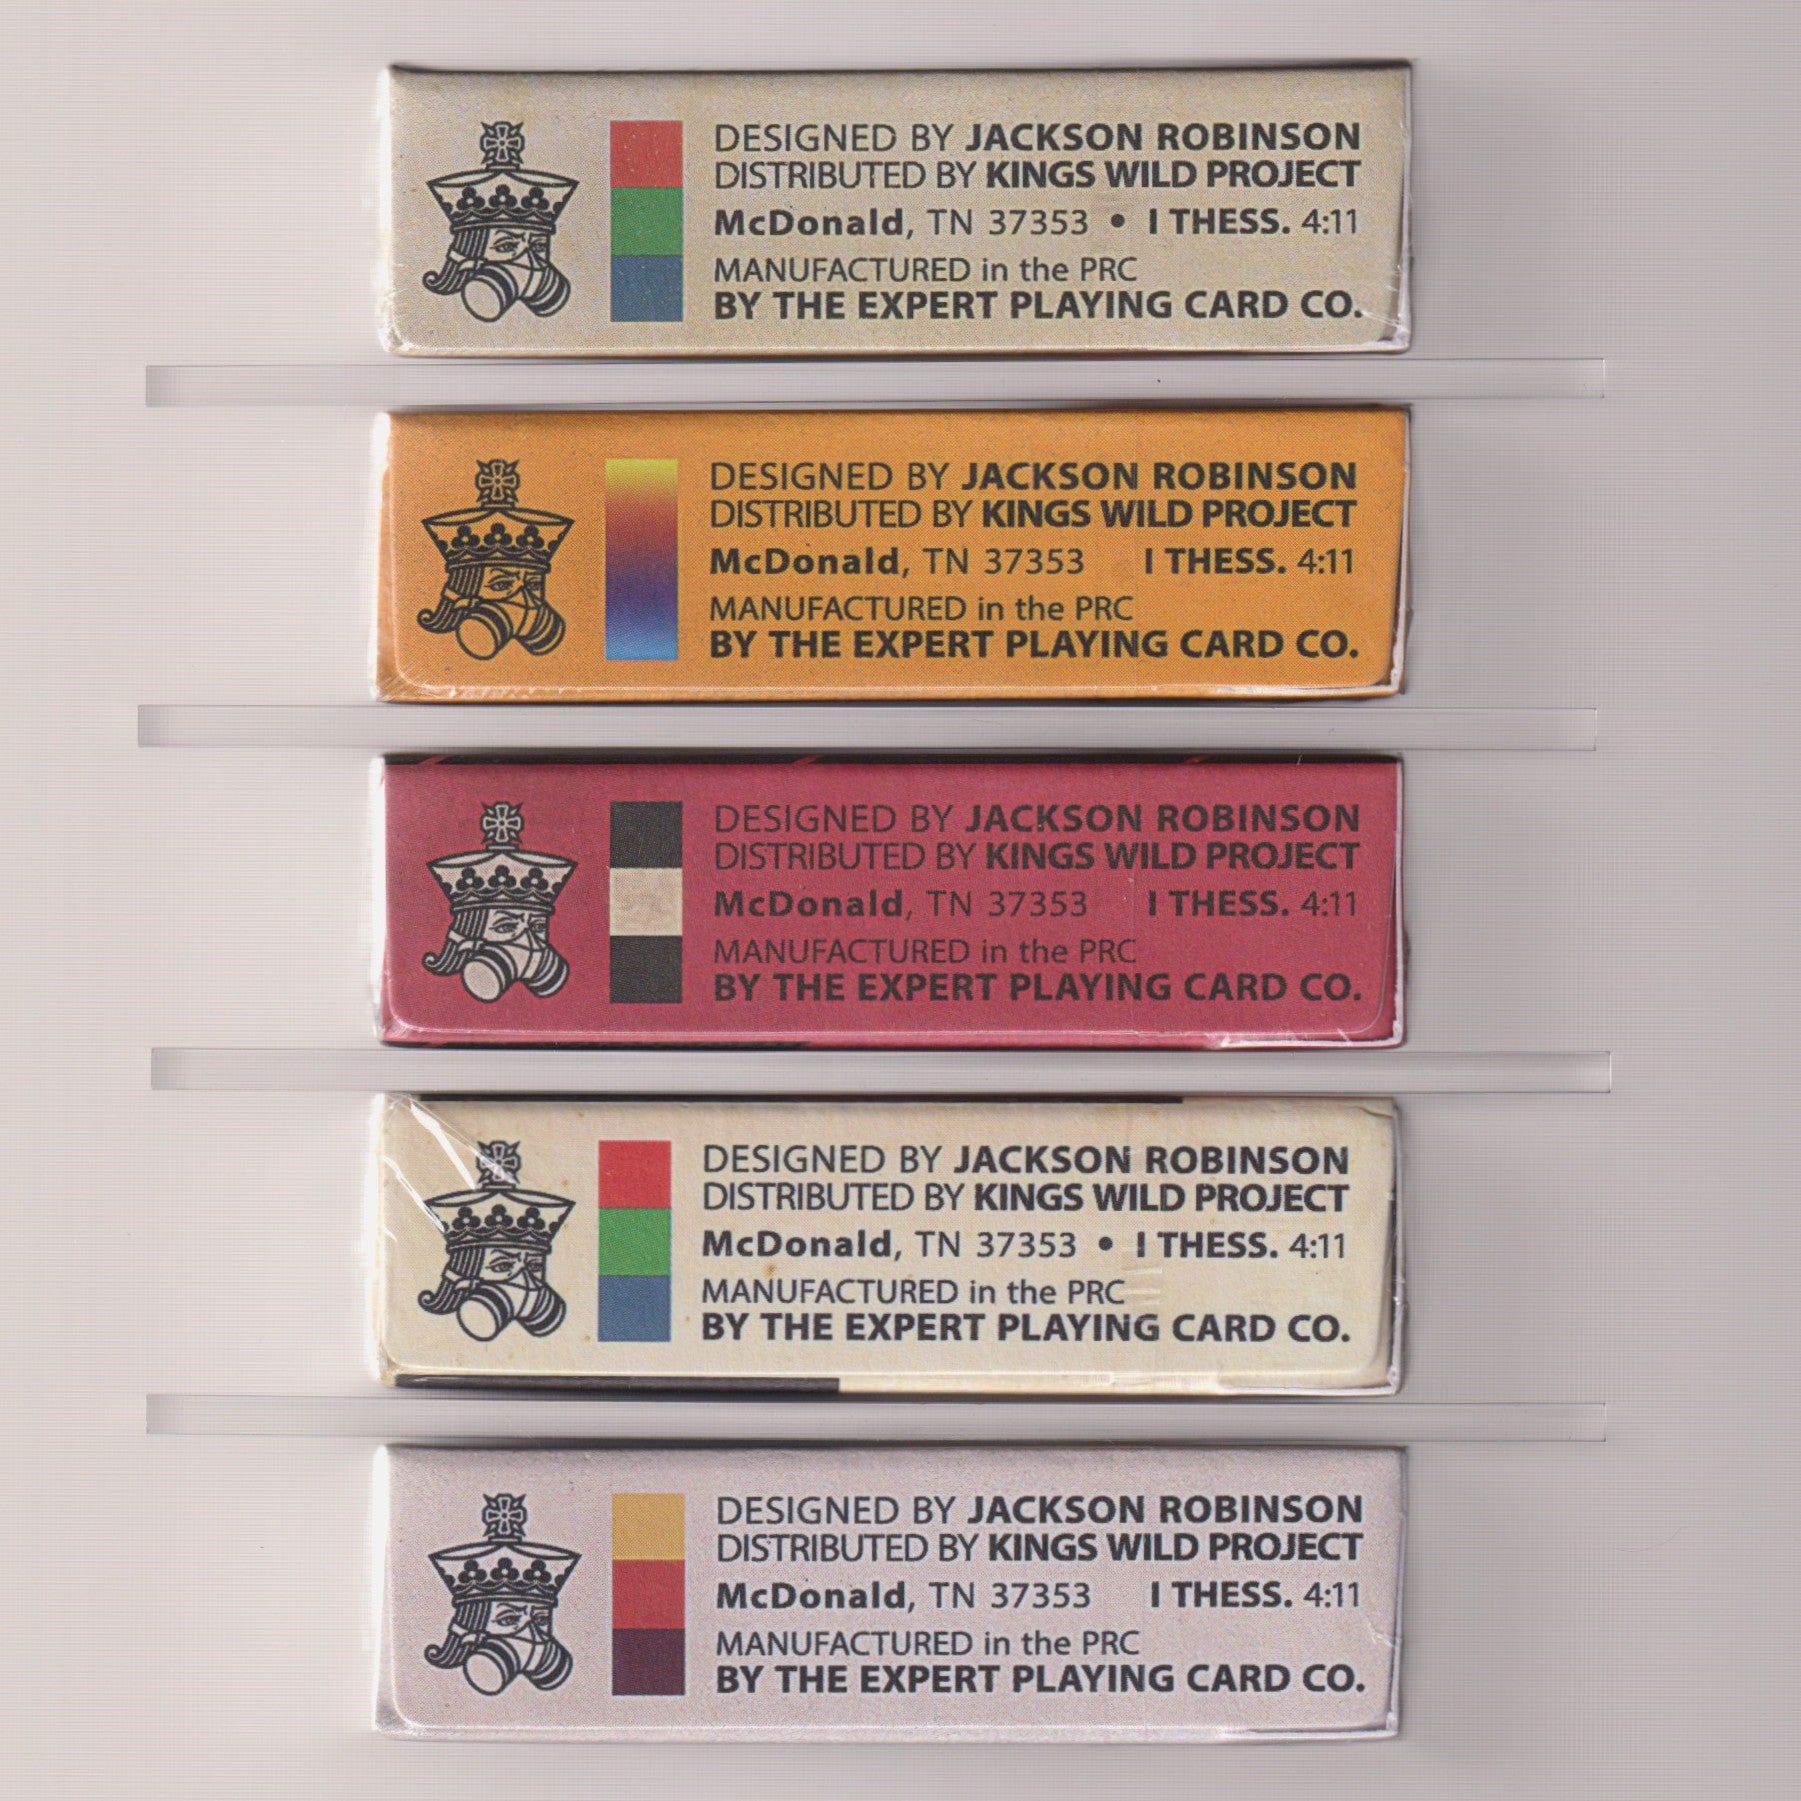 DESIGNED BY JACKSON ROBINSON
DISTRIBUTED BY KINGS WILD PROJECT
McDonald, TN 37353 • I THESS. 4:11
MANUFACTURED in the PRC
BY THE EXPERT PLAYING CARD CO.
DESIGNED BY JACKSON ROBINSON
DISTRIBUTED BY KINGS WILD PROJECT
McDonald, TN 37353 I THESS. 4:11
MANUFACTURED in the PRC
BY THE EXPERT PLAYING CARD CO.
DESIGNED BY JACKSON ROBINSON
DISTRIBUTED BY KINGS WILD PROJECT
McDonald, TN 37353 I THESS. 4:11
MANUFACTURED in the PRC
BY THE EXPERT PLAYING CARD CO.
DESIGNED BY JACKSON ROBINSON
DISTRIBUTED BY KINGS WILD PROJECT
McDonald, TN 37353 • I THESS. 4:11
MANUFACTURED in the PRC
BY THE EXPERT PLAYING CARD CO.
DESIGNED BY JACKSON ROBINSON
DISTRIBUTED BY KINGS WILD PROJECT
McDonald, TN 37353 I THESS. 4:11
MANUFACTURED in the PRC
BY THE EXPERT PLAYING CARD CO.